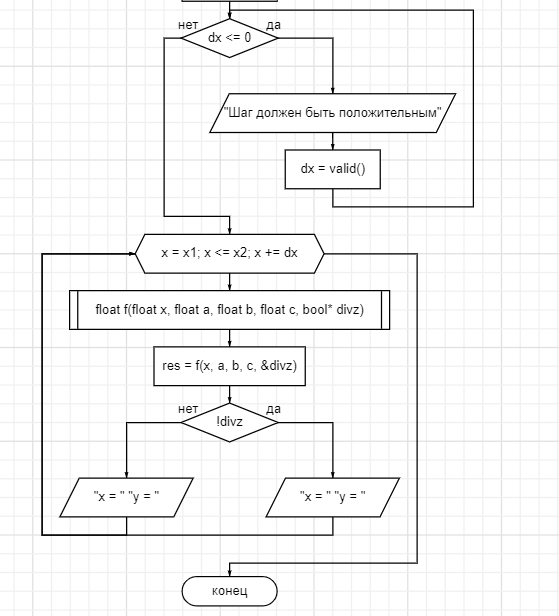 нет
да
dx <= 0
"Шаг должен быть положительным"
dx = valid()
x = x1; x <= x2; x += dx
float f(float x, float a, float b, float c, bool* divz)
res = f(x, a, b, c, &divz)
нет
да
!divz
"x = " "y = "
"x = " "y = "
конец